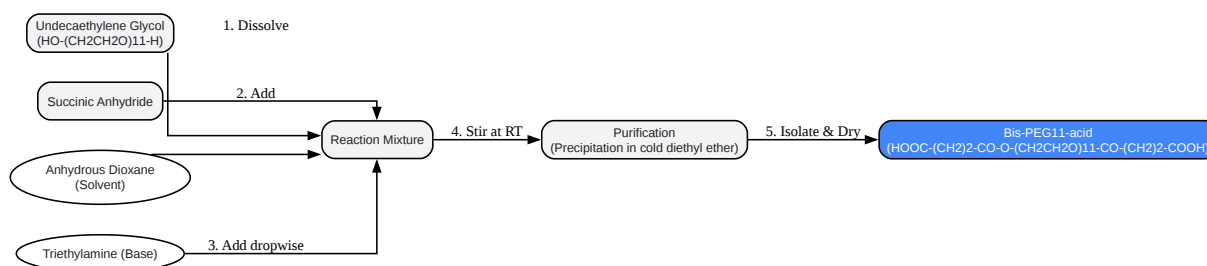 Undecaethylene Glycol
(HO-(CH2CH2O)11-H)
1. Dissolve
Succinic Anhydride
2. Add
Reaction Mixture
4. Stir at RT
Purification
(Precipitation in cold diethyl ether)
5. Isolate & Dry
Bis-PEG11-acid
(HOOC-(CH2)2-CO-O-(CH2CH2O)11-CO-(CH2)2-COOH)
Anhydrous Dioxane
(Solvent)
Triethylamine (Base)
3. Add dropwise